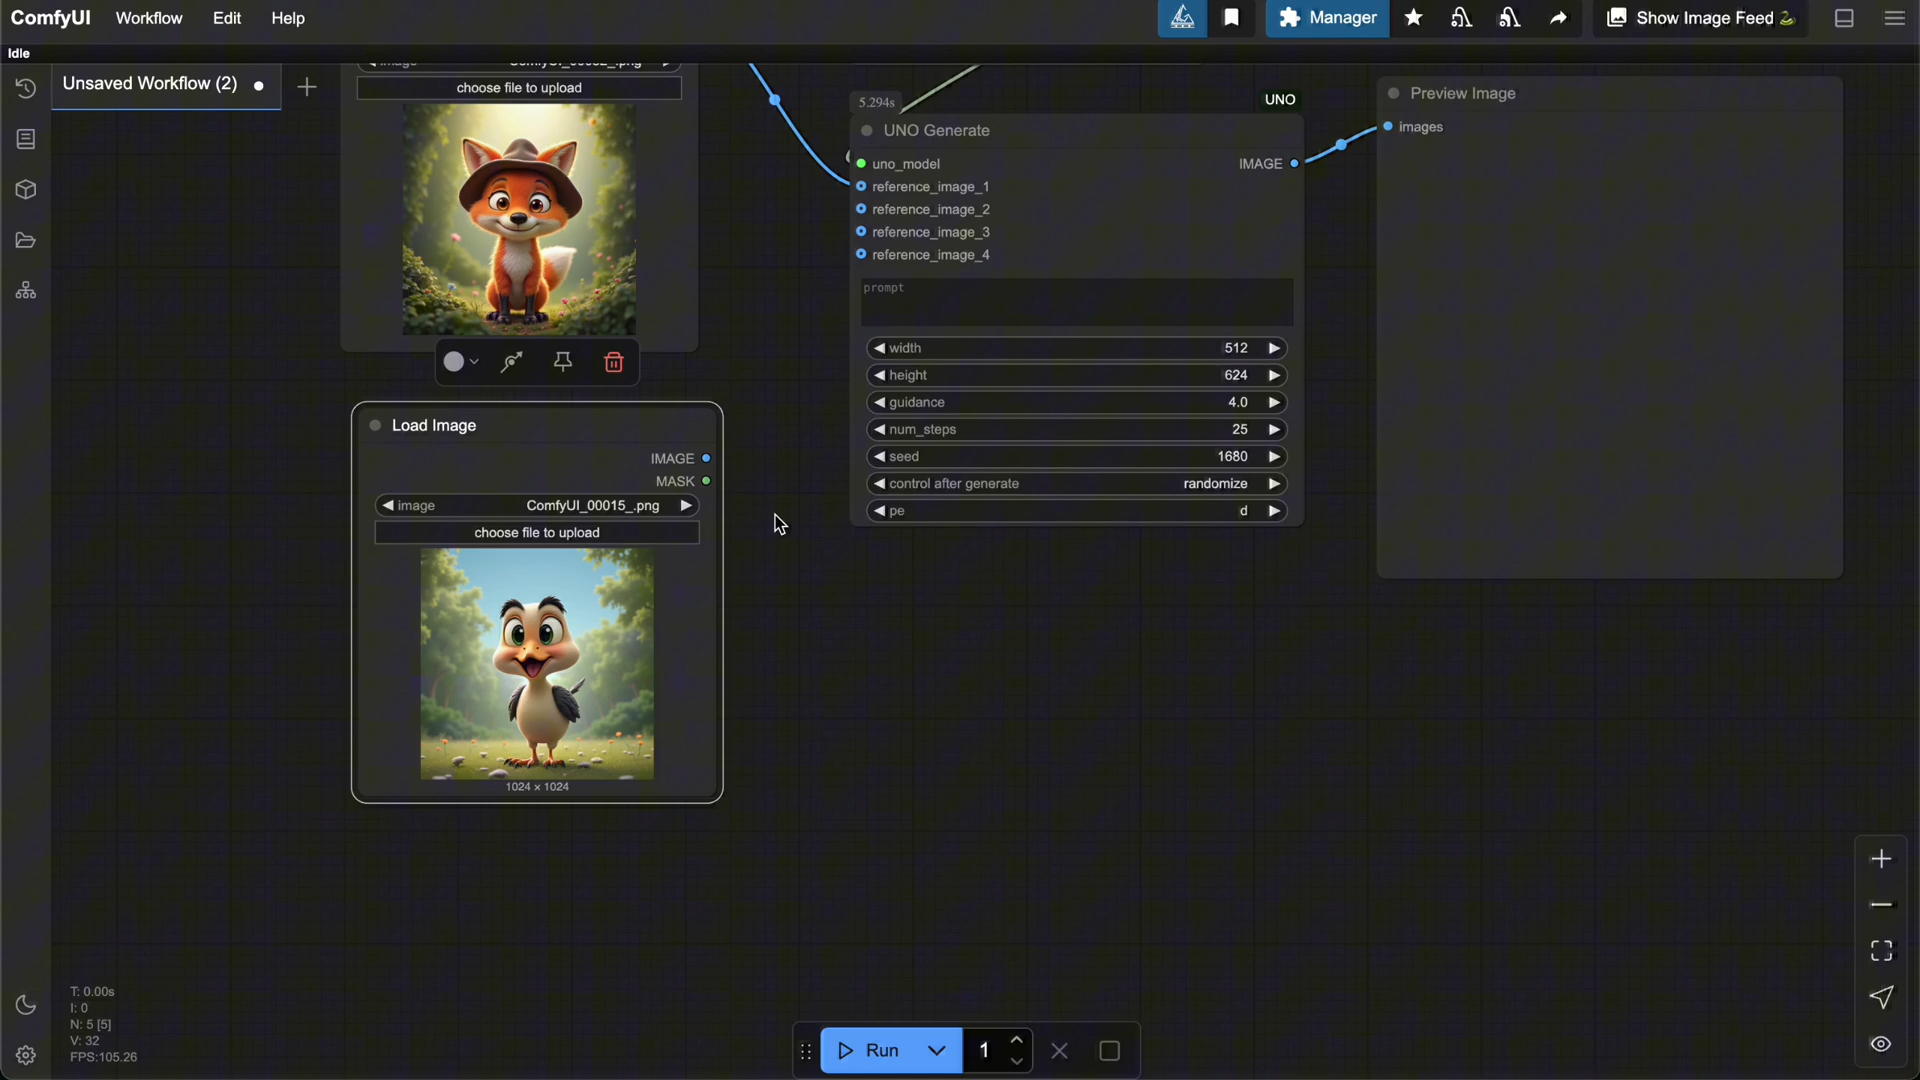 ComfyUI Workflow Edit Help
Manager Show Image Feed
Idle
Unsaved Workflow (2)
choose file to upload
5.294s
UNO
UNO Generate
uno_model IMAGE
reference_image_1
reference_image_2
reference_image_3
reference_image_4
prompt
width 512
height 624
guidance 4.0
num_steps 25
seed 1680
control after generate randomize
pe d
Preview Image
images
Load Image
IMAGE
MASK
image ComfyUI_00015_.png
choose file to upload
1024 × 1024
T: 0.00s
I: 0
N: 5 [5]
V: 32
FPS:105.26
Run 1